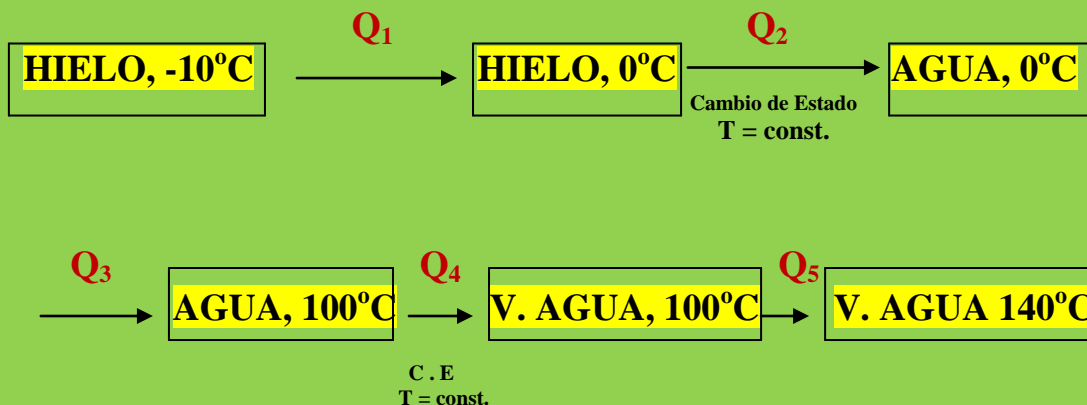 Q₁ Q₂
HIELO, -10ºC HIELO, 0ºC AGUA, 0ºC
Cambio de Estado
T = const.
Q₃ Q₄ Q₅
AGUA, 100ºC V. AGUA, 100ºC V. AGUA 140ºC
C . E
T = const.